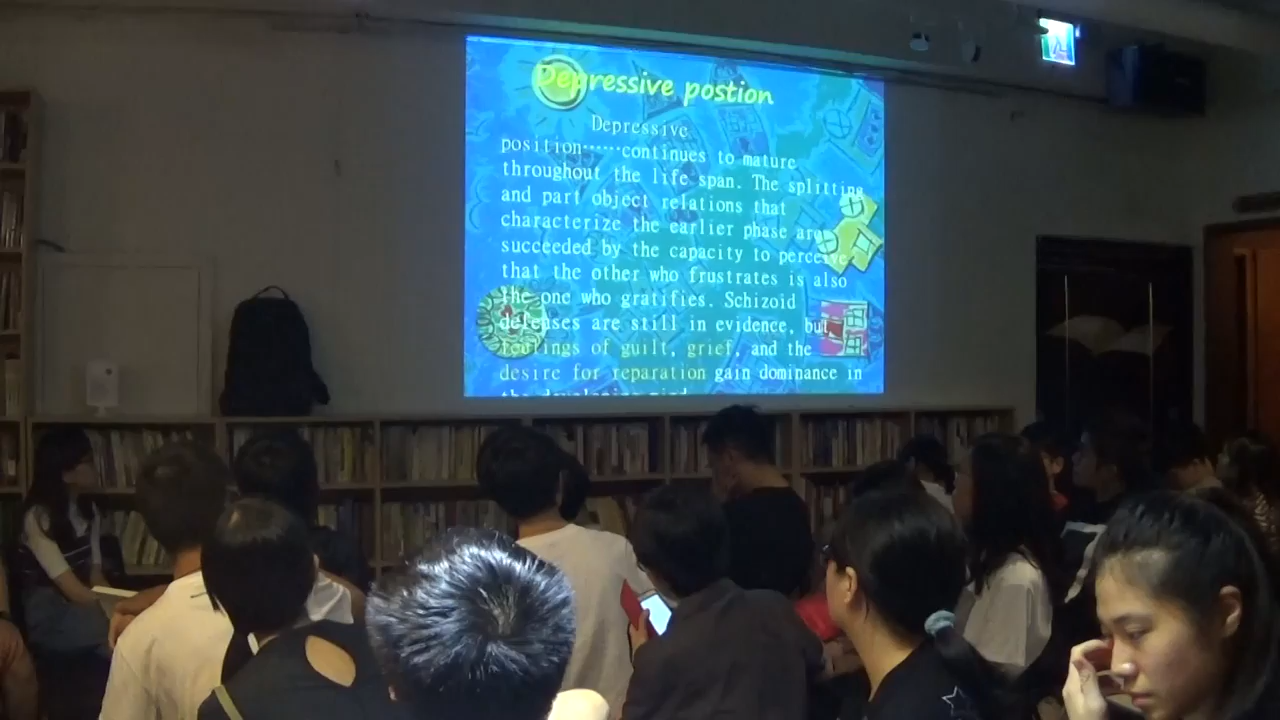 Depressive postion
Depressive
position……continues to mature
throughout the life span. The splitting
and part object relations that
characterize the earlier phase are
succeeded by the capacity to perceive
that the other who frustrates is also
the one who gratifies. Schizoid
defenses are still in evidence, but
feelings of guilt, grief, and the
desire for reparation gain dominance in